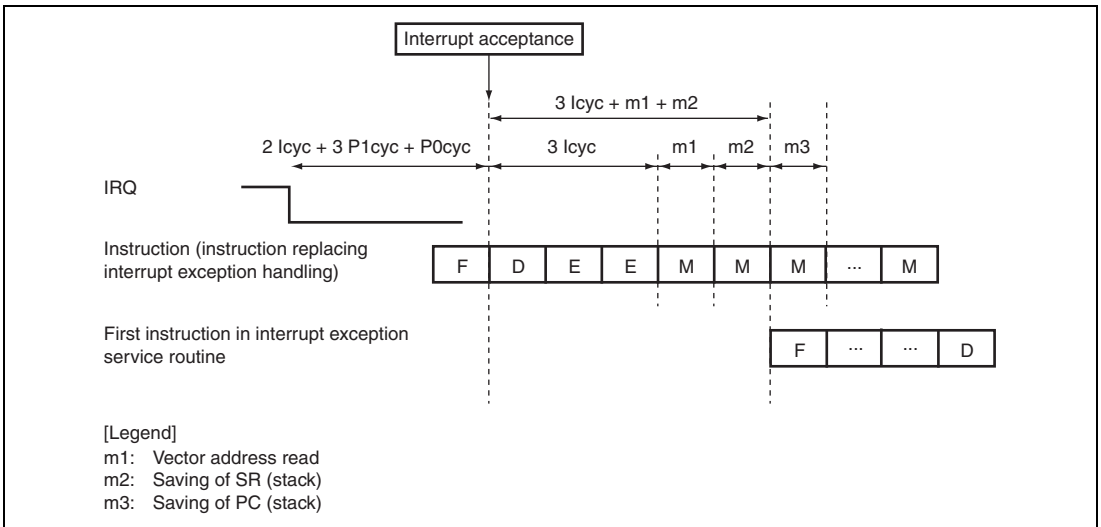 Interrupt acceptance
3 Icyc + m1 + m2
2 Icyc + 3 P1cyc + P0cyc
3 Icyc
m1
m2
m3
IRQ
Instruction (instruction replacing
interrupt exception handling)
F D E E M M M ... M
First instruction in interrupt exception
service routine
F ... ... D
[Legend]
m1: Vector address read
m2: Saving of SR (stack)
m3: Saving of PC (stack)